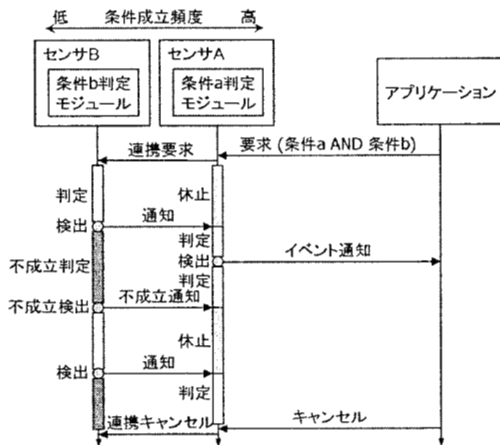 低 条件成立頻度 高
センサB
条件b判定
モジュール
センサA
条件a判定
モジュール
アプリケーション
連携要求
要求 (条件a AND 条件b)
判定
休止
検出
通知
判定
検出
イベント通知
不成立判定
判定
不成立検出
不成立通知
休止
検出
通知
判定
連携キャンセル
キャンセル